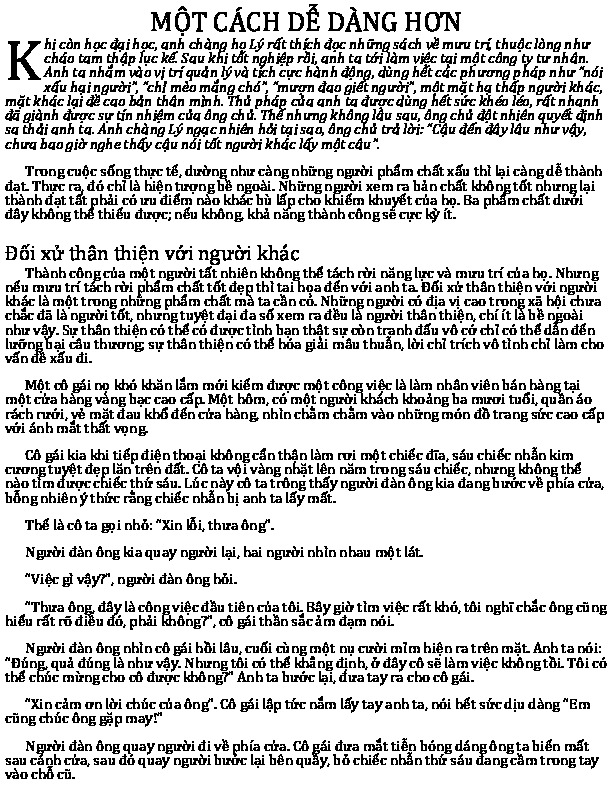 MỘT CÁCH DỄ DÀNG HƠN
Khi còn học đại học, anh chàng họ Lý rất thích đọc những sách về mưu trí, thuộc lòng như
cháo tam thập lục kế. Sau khi tốt nghiệp rồi, anh ta tới làm việc tại một công ty tư nhân.
Anh ta nhắm vào vị trí quản lý và tích cực hành động, dùng hết các phương pháp như “nói
xấu hại người”, “chỉ mèo mắng chó”, “mượn dao giết người”, một mặt hạ thấp người khác,
mặt khác lại đề cao bản thân mình. Thủ pháp của anh ta được dùng hết sức khéo léo, rất nhanh
đã giành được sự tín nhiệm của ông chủ. Thế nhưng không lâu sau, ông chủ đột nhiên quyết định
sa thải anh ta. Anh chàng Lý ngạc nhiên hỏi tại sao, ông chủ trả lời: “Cậu đến đây lâu như vậy,
chưa bao giờ nghe thấy cậu nói tốt người khác lấy một câu”.
Trong cuộc sống thực tế, dường như càng những người phẩm chất xấu thì lại càng dễ thành
đạt. Thực ra, đó chỉ là hiện tượng bề ngoài. Những người xem ra bản chất không tốt nhưng lại
thành đạt tất phải có ưu điểm nào khác bù lấp cho khiếm khuyết của họ. Ba phẩm chất dưới
đây không thể thiếu được; nếu không, khả năng thành công sẽ cực kỳ ít.
Đối xử thân thiện với người khác
Thành công của một người tất nhiên không thể tách rời năng lực và mưu trí của họ. Nhưng
nếu mưu trí tách rời phẩm chất tốt đẹp thì tai họa đến với anh ta. Đối xử thân thiện với người
khác là một trong những phẩm chất mà ta cần có. Những người có địa vị cao trong xã hội chưa
chắc đã là người tốt, nhưng tuyệt đại đa số xem ra đều là người thân thiện, chí ít là bề ngoài
như vậy. Sự thân thiện có thể có được tình bạn thật sự còn tranh đấu vô cớ chỉ có thể dẫn đến
lưỡng bại câu thương; sự thân thiện có thể hóa giải mâu thuẫn, lời chỉ trích vô tình chỉ làm cho
vấn đề xấu đi.
Một cô gái nọ khó khăn lắm mới kiếm được một công việc là làm nhân viên bán hàng tại
một cửa hàng vàng bạc cao cấp. Một hôm, có một người khách khoảng ba mươi tuổi, quần áo
rách rưới, vẻ mặt đau khổ đến cửa hàng, nhìn chằm chằm vào những món đồ trang sức cao cấp
với ánh mắt thất vọng.
Cô gái kia khi tiếp điện thoại không cẩn thận làm rơi một chiếc đĩa, sáu chiếc nhẫn kim
cương tuyệt đẹp lăn trên đất. Cô ta vội vàng nhặt lên năm trong sáu chiếc, nhưng không thể
nào tìm được chiếc thứ sáu. Lúc này cô ta trông thấy người đàn ông kia đang bước về phía cửa,
bỗng nhiên ý thức rằng chiếc nhẫn bị anh ta lấy mất.
Thế là cô ta gọi nhỏ: “Xin lỗi, thưa ông”.
Người đàn ông kia quay người lại, hai người nhìn nhau một lát.
“Việc gì vậy?”, người đàn ông hỏi.
“Thưa ông, đây là công việc đầu tiên của tôi. Bây giờ tìm việc rất khó, tôi nghĩ chắc ông cũng
hiểu rất rõ điều đó, phải không?”, cô gái thần sắc ảm đạm nói.
Người đàn ông nhìn cô gái hồi lâu, cuối cùng một nụ cười mỉm hiện ra trên mặt. Anh ta nói:
“Đúng, quả đúng là như vậy. Nhưng tôi có thể khẳng định, ở đây cô sẽ làm việc không tồi. Tôi có
thể chúc mừng cho cô được không?” Anh ta bước lại, đưa tay ra cho cô gái.
“Xin cảm ơn lời chúc của ông”. Cô gái lập tức nắm lấy tay anh ta, nói hết sức dịu dàng “Em
cũng chúc ông gặp may!”
Người đàn ông quay người đi về phía cửa. Cô gái đưa mắt tiễn bóng dáng ông ta biến mất
sau cánh cửa, sau đó quay người bước lại bên quầy, bỏ chiếc nhẫn thứ sáu đang cầm trong tay
vào chỗ cũ.